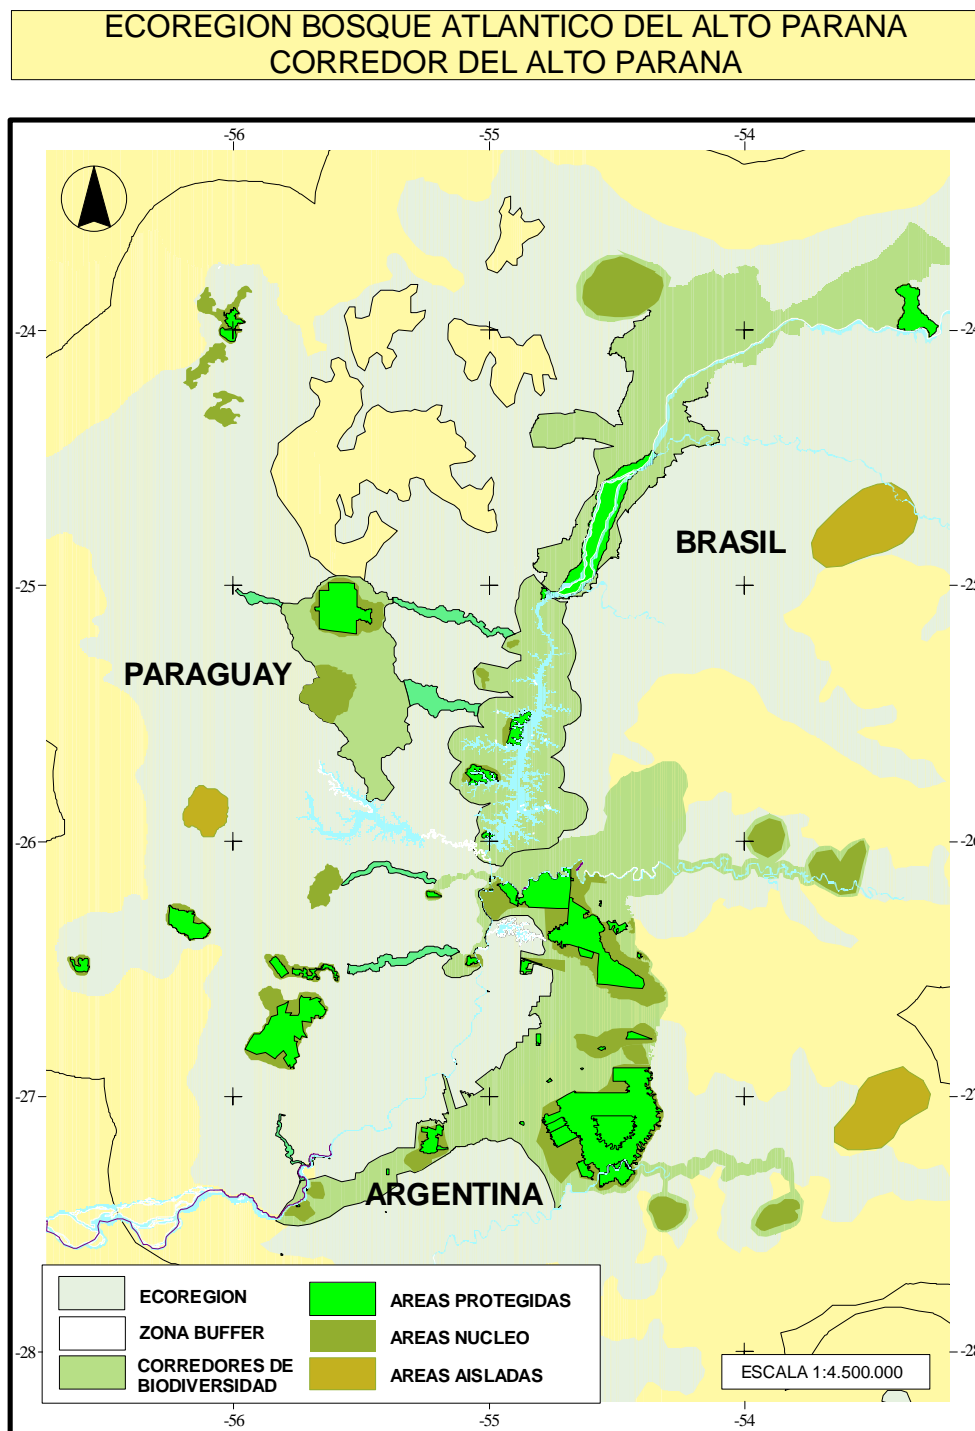 ECOREGION BOSQUE ATLANTICO DEL ALTO PARANA
CORREDOR DEL ALTO PARANA
-56 -55 -54
-24 -24
BRASIL
-25 -25
PARAGUAY
-26 -26
-27 -27
ARGENTINA
ECOREGION
ZONA BUFFER
CORREDORES DE
BIODIVERSIDAD
AREAS PROTEGIDAS
AREAS NUCLEO
AREAS AISLADAS
-28 -28
ESCALA 1:4.500.000
-56 -55 -54